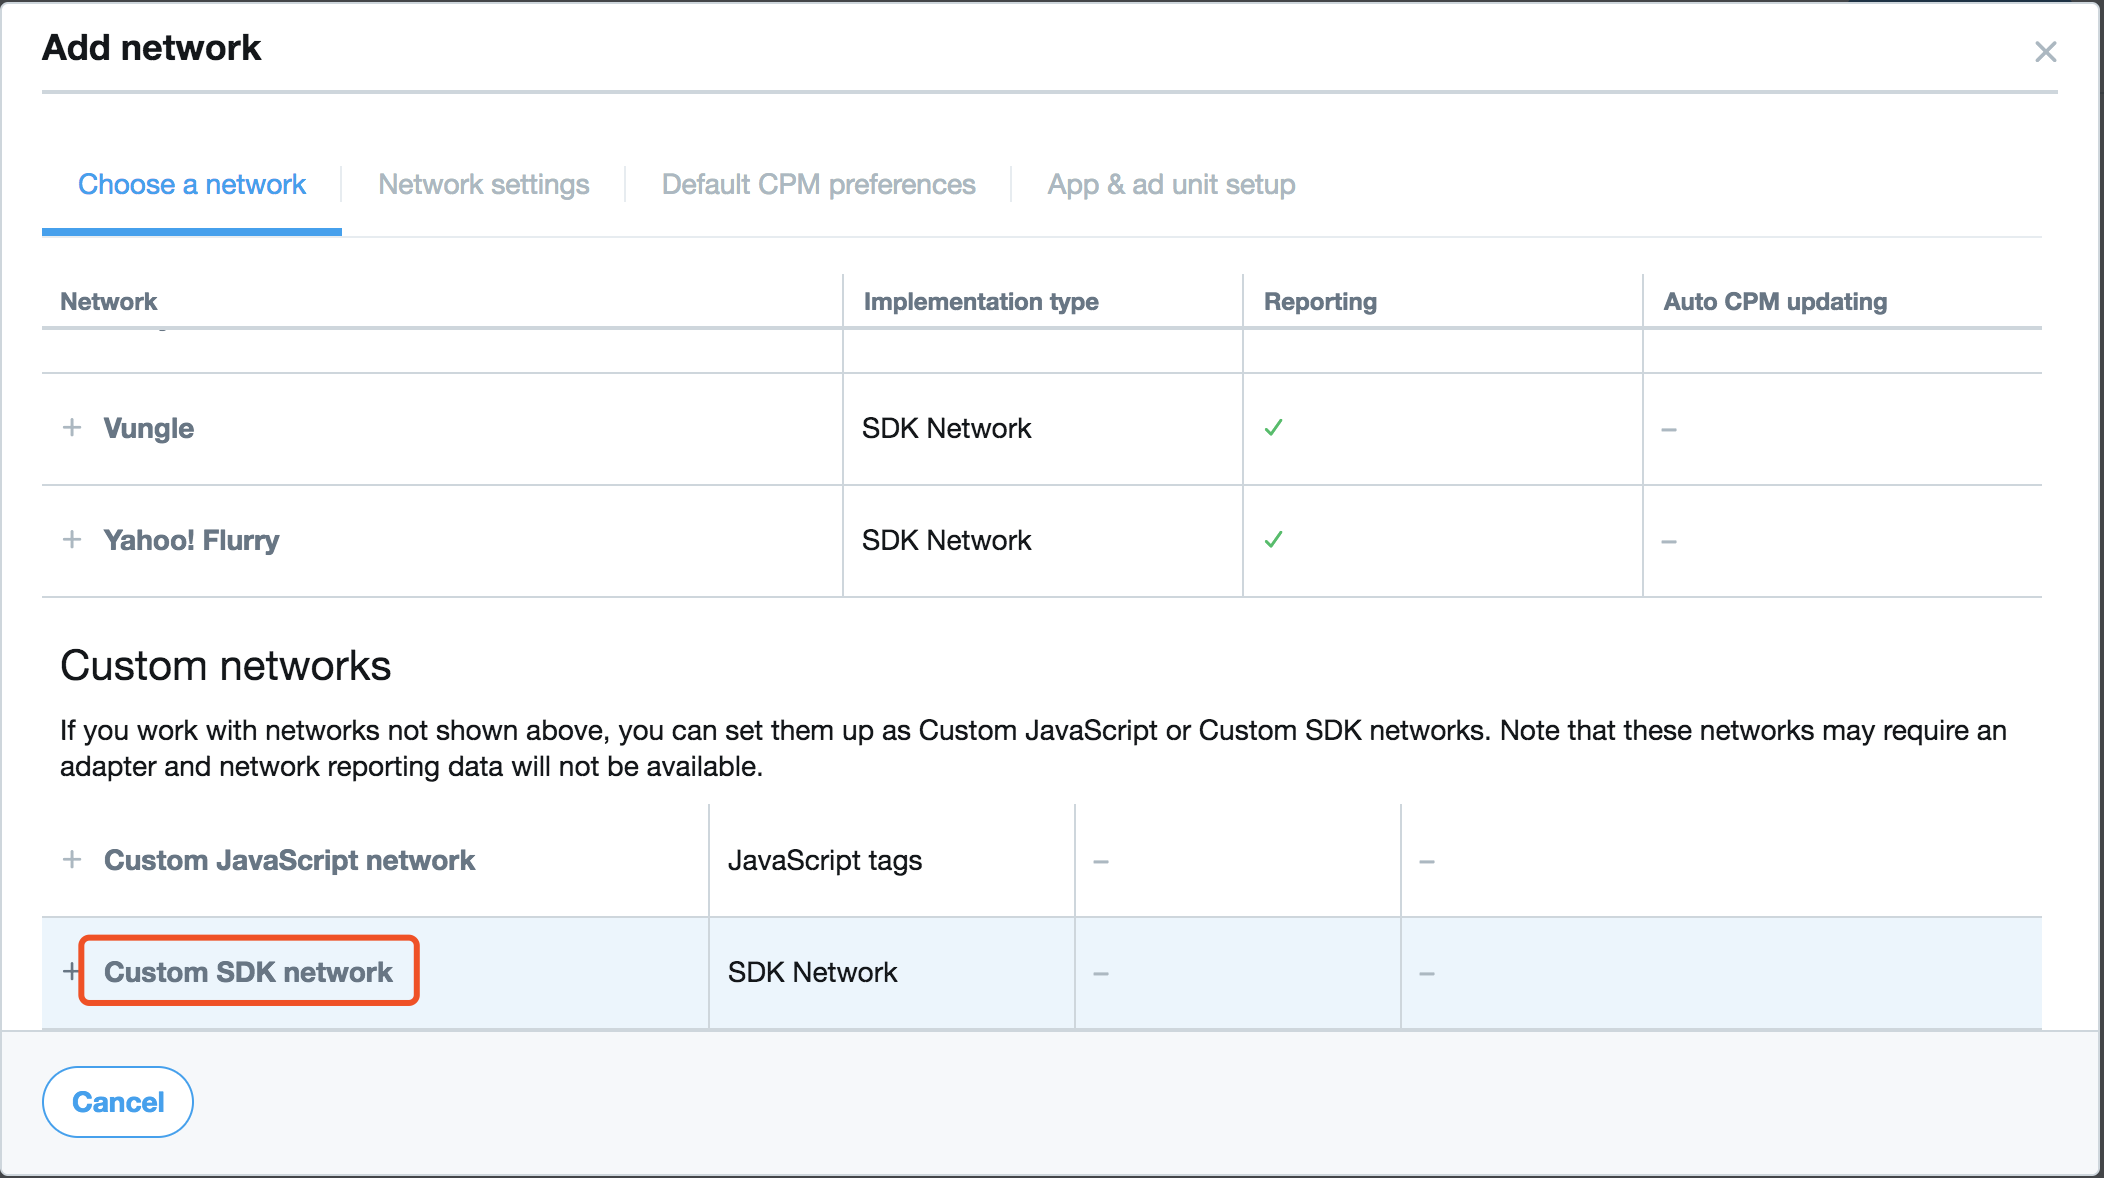 Add network
Choose a network
Network settings
Default CPM preferences
App & ad unit setup
Network
Implementation type
Reporting
Auto CPM updating
+ Vungle
SDK Network
✓
–
+ Yahoo! Flurry
SDK Network
✓
–
Custom networks
If you work with networks not shown above, you can set them up as Custom JavaScript or Custom SDK networks. Note that these networks may require an
adapter and network reporting data will not be available.
+ Custom JavaScript network
JavaScript tags
–
–
+ Custom SDK network
SDK Network
–
–
Cancel